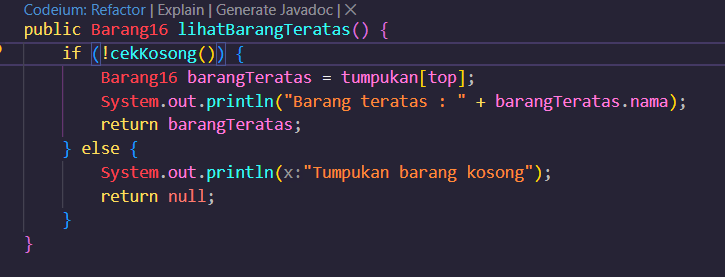 Codeium: Refactor | Explain | Generate Javadoc | ×
public Barang16 lihatBarangTeratas() {
if (!cekKosong()) {
Barang16 barangTeratas = tumpukan[top];
System.out.println("Barang teratas : " + barangTeratas.nama);
return barangTeratas;
} else {
System.out.println(x:"Tumpukan barang kosong");
return null;
}
}